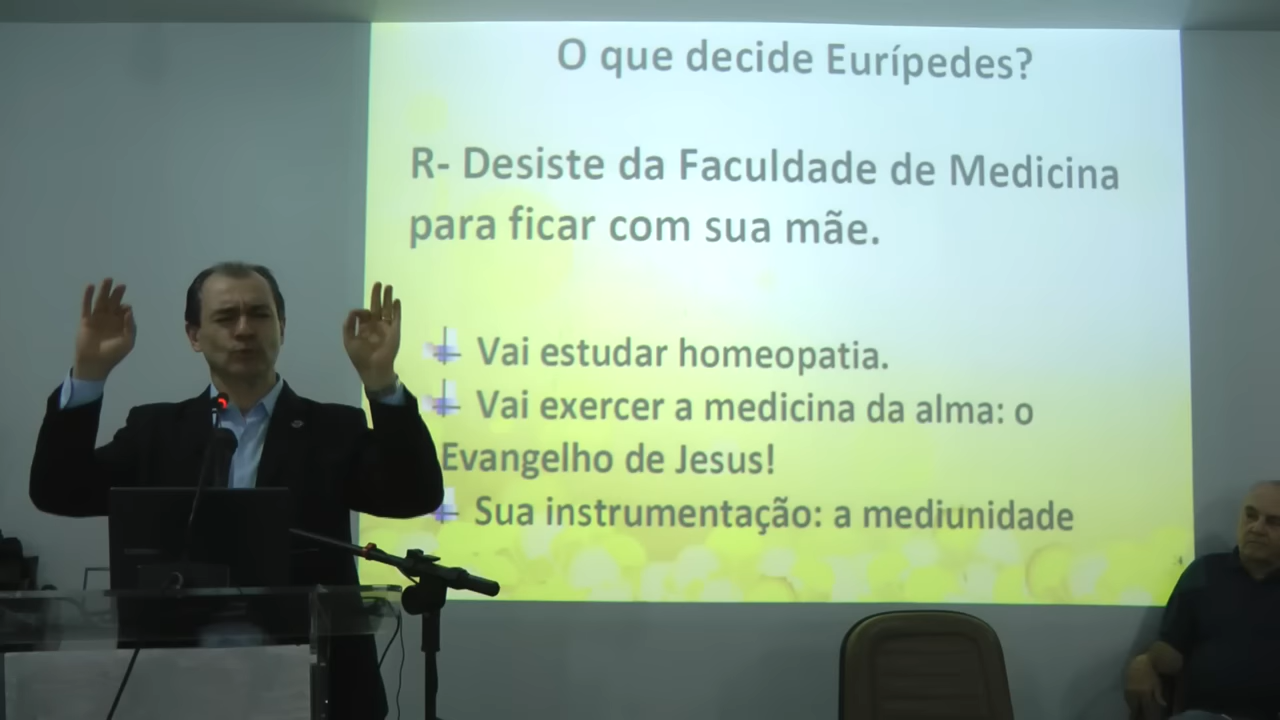 O que decide Eurípedes?
R- Desiste da Faculdade de Medicina
para ficar com sua mãe.
Vai estudar homeopatia.
Vai exercer a medicina da alma: o
Evangelho de Jesus!
Sua instrumentação: a mediunidade